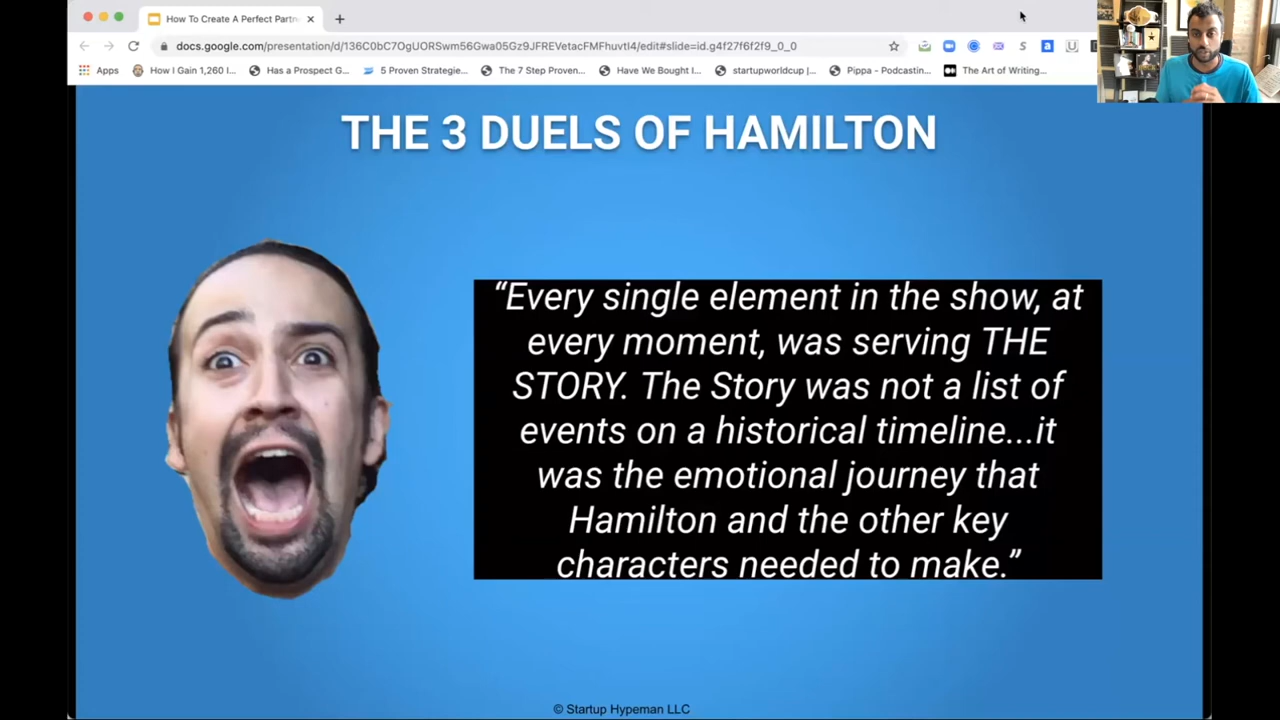 How To Create A Perfect Partn
docs.google.com/presentation/d/136C0bC7OgUORSwm56Gwa05Gz9JFREVetacFMFhuvtI4/edit#slide=id.g4f27f6f2f9_0_0
Apps
How I Gain 1,260 I...
Has a Prospect G...
5 Proven Strategie...
The 7 Step Proven...
Have We Bought I...
startupworldcup |...
Pippa - Podcastin...
The Art of Writing...
THE 3 DUELS OF HAMILTON
“Every single element in the show, at
every moment, was serving THE
STORY. The Story was not a list of
events on a historical timeline...it
was the emotional journey that
Hamilton and the other key
characters needed to make.”
© Startup Hypeman LLC